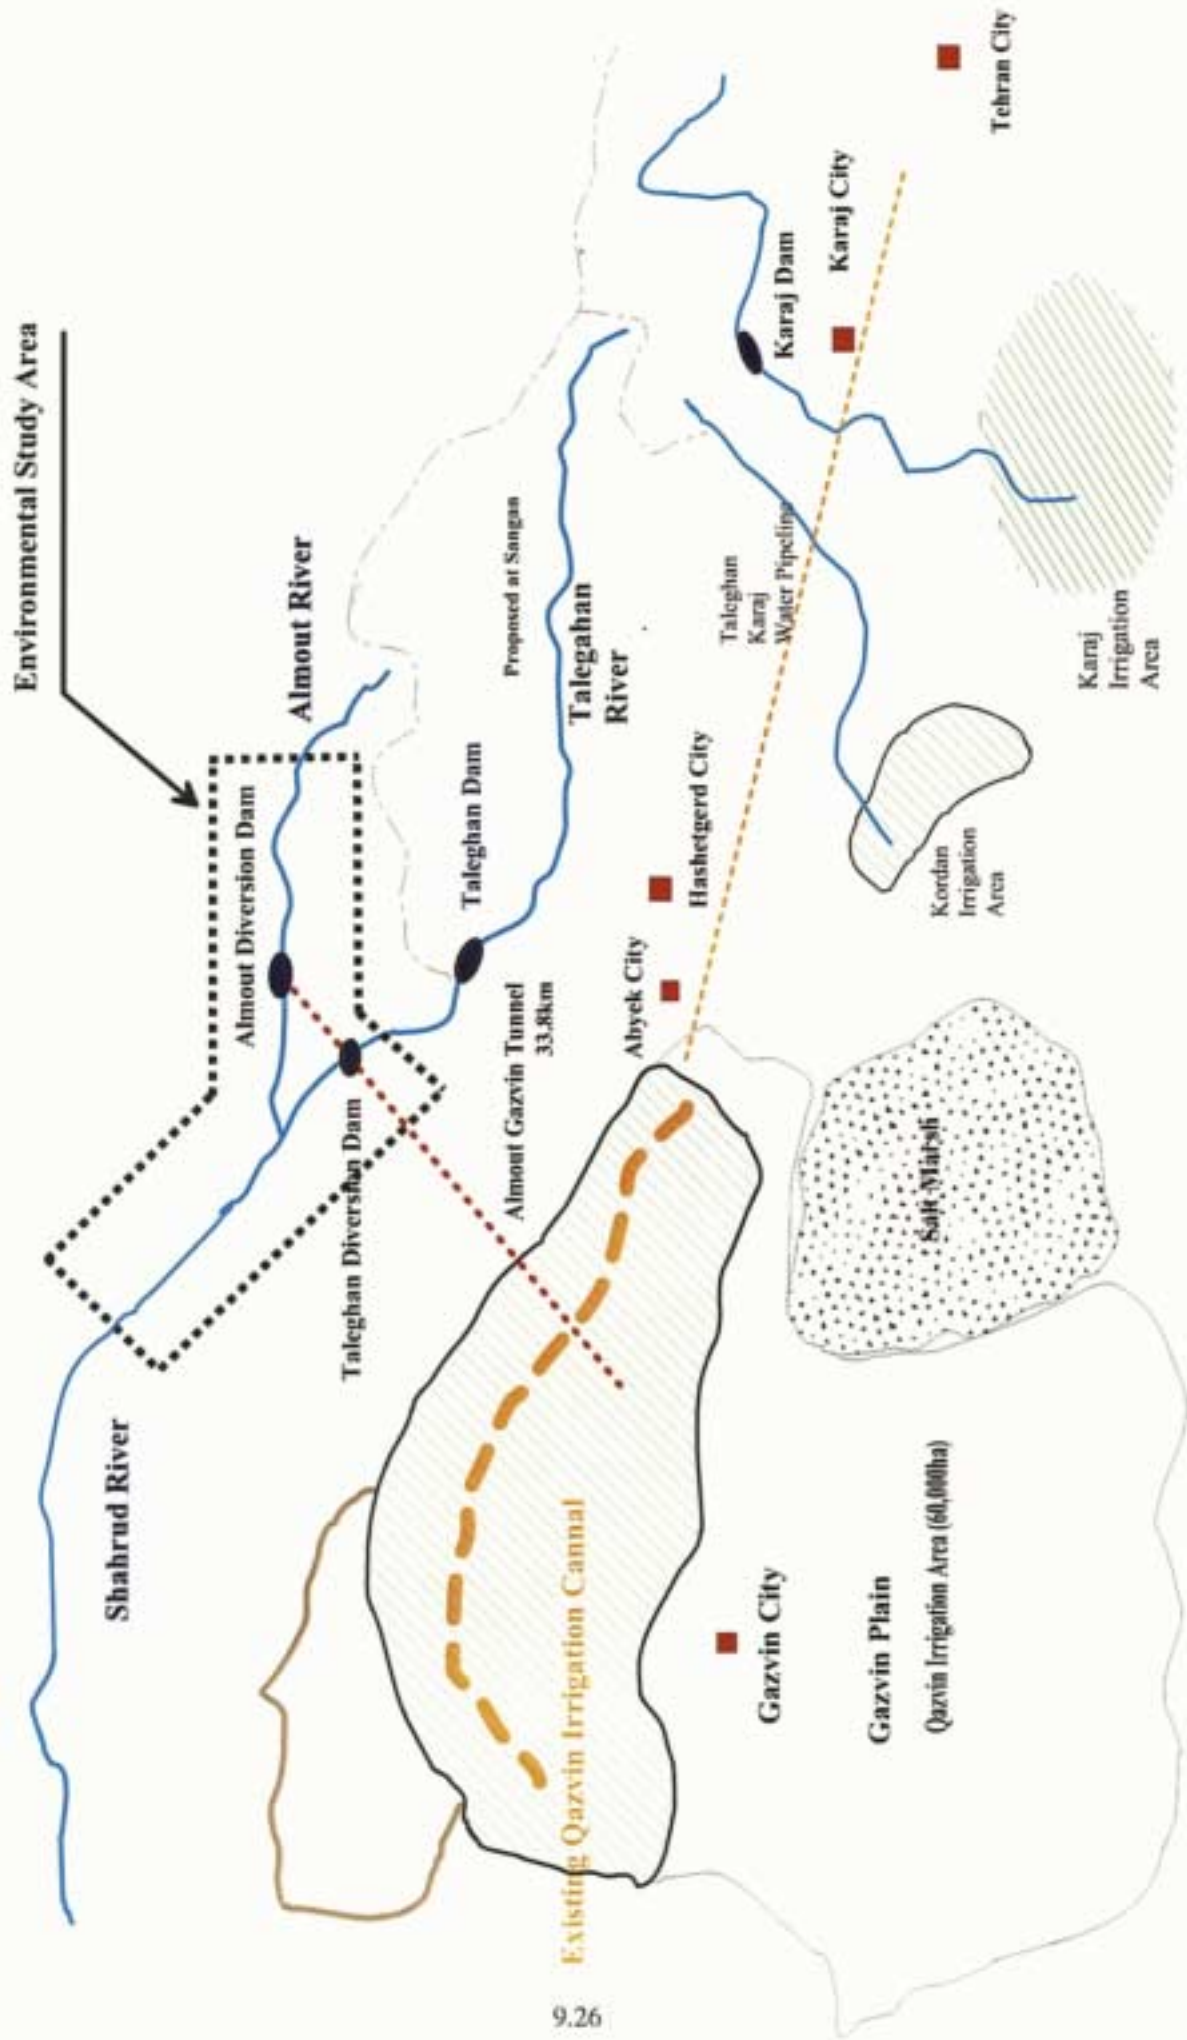 Environmental Study Area
Shahrud River
Almout River
Almout Diversion Dam
Taleghan Diversion Dam
Taleghan Dam
Proposed at Sangan
Talegahan
River
Almout Gazvin Tunnel
33.8km
Existing Qazvin Irrigation Cannal
Abyek City
Hashetgerd City
Taleghan
Karaj
Water Pipeline
Karaj Dam
Karaj City
Tehran City
Gazvin City
Gazvin Plain
Qazvin Irrigation Area (60,000ha)
Salt Marsh
Kordan
Irrigation
Area
Karaj
Irrigation
Area
9.26